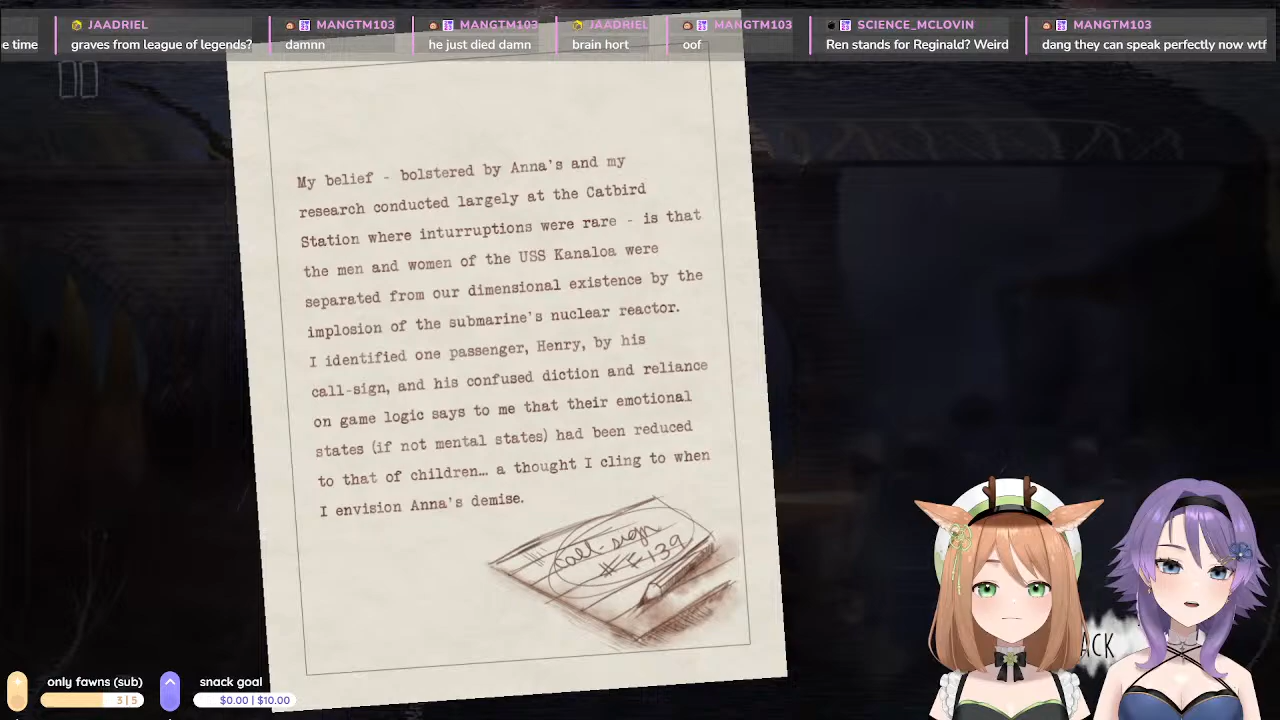 e time
JAADRIEL
graves from league of legends?
MANGTM103
damnn
MANGTM103
he just died damn
JAADRIEL
brain hort
MANGTM103
oof
SCIENCE_MCLOVIN
Ren stands for Reginald? Weird
MANGTM103
dang they can speak perfectly now wtf
My belief - bolstered by Anna's and my
research conducted largely at the Catbird
Station where inturruptions were rare - is that
the men and women of the USS Kanaloa were
separated from our dimensional existence by the
implosion of the submarine's nuclear reactor.
I identified one passenger, Henry, by his
call-sign, and his confused diction and reliance
on game logic says to me that their emotional
states (if not mental states) had been reduced
to that of children... a thought I cling to when
I envision Anna's demise.
call-sign
# F-139
ACK
only fawns (sub)
3 | 5
snack goal
$0.00 | $10.00